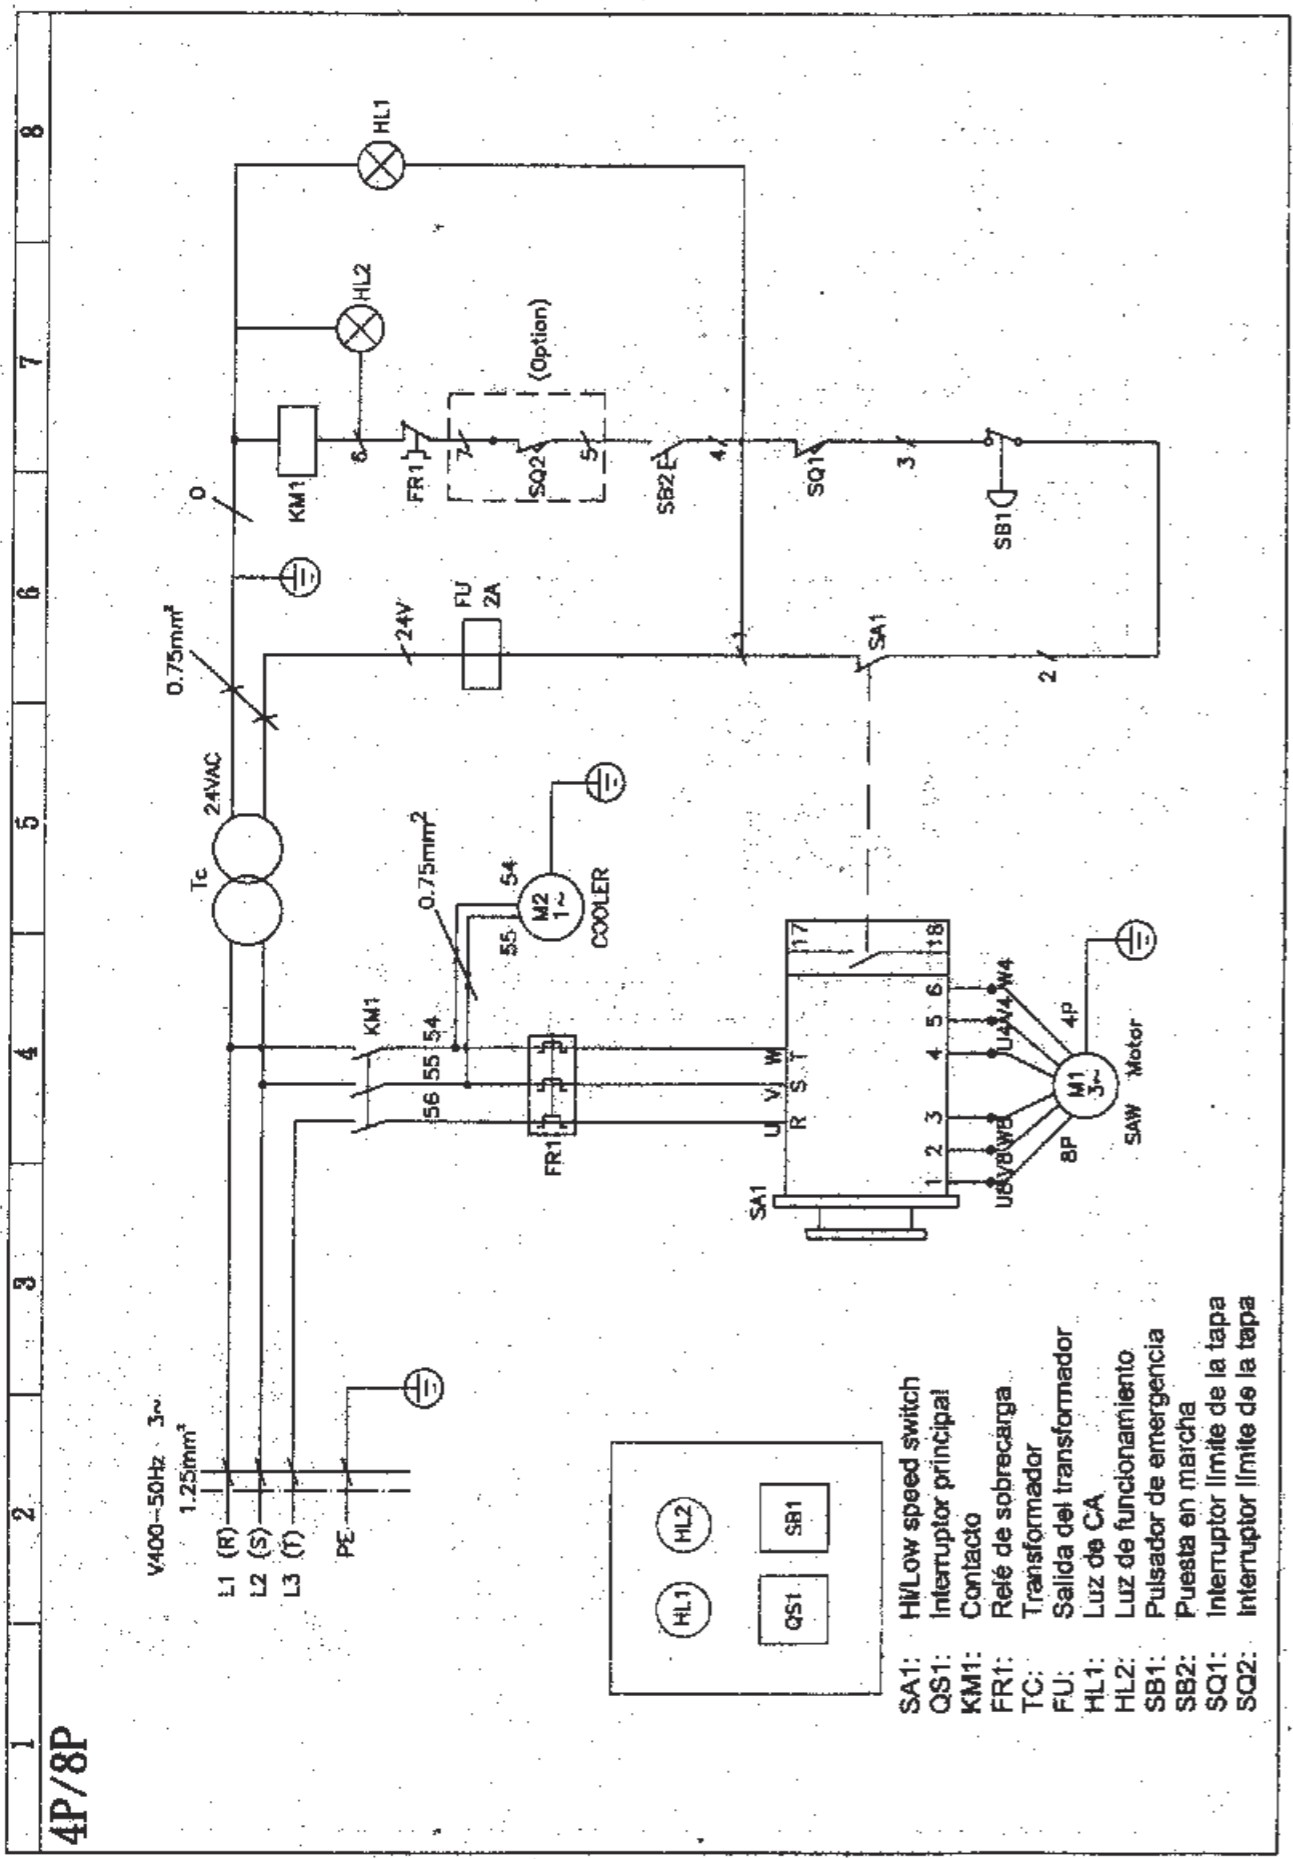 1 2 3 4 5 6 7 8
4P/8P
V400-50Hz 3~
1.25mm²
L1 (R)
L2 (S)
L3 (T)
PE
Tc
24VAC
0.75mm²
0
KM1
HL2
HL1
6
FR1
7
SQ2
5
(Option)
SB2
4
SQ1
3
SB1
24V
FU
2A
1
SA1
2
KM1
56 55 54
0.75mm²
55 54
M2
1~
COOLER
FR1
U V W
R S T
17
18
SA1
1 2 3 4 5 6
U8 V8 W8 U4 V4 W4
8P 4P
M1
3~
SAW Motor
HL1 HL2
QS1 SB1
SA1: Hi/Low speed switch
QS1: Interruptor principal
KM1: Contacto
FR1: Relé de sobrecarga
TC: Transformador
FU: Salida del transformador
HL1: Luz de CA
HL2: Luz de funcionamiento
SB1: Pulsador de emergencia
SB2: Puesta en marcha
SQ1: Interruptor límite de la tapa
SQ2: Interruptor límite de la tapa